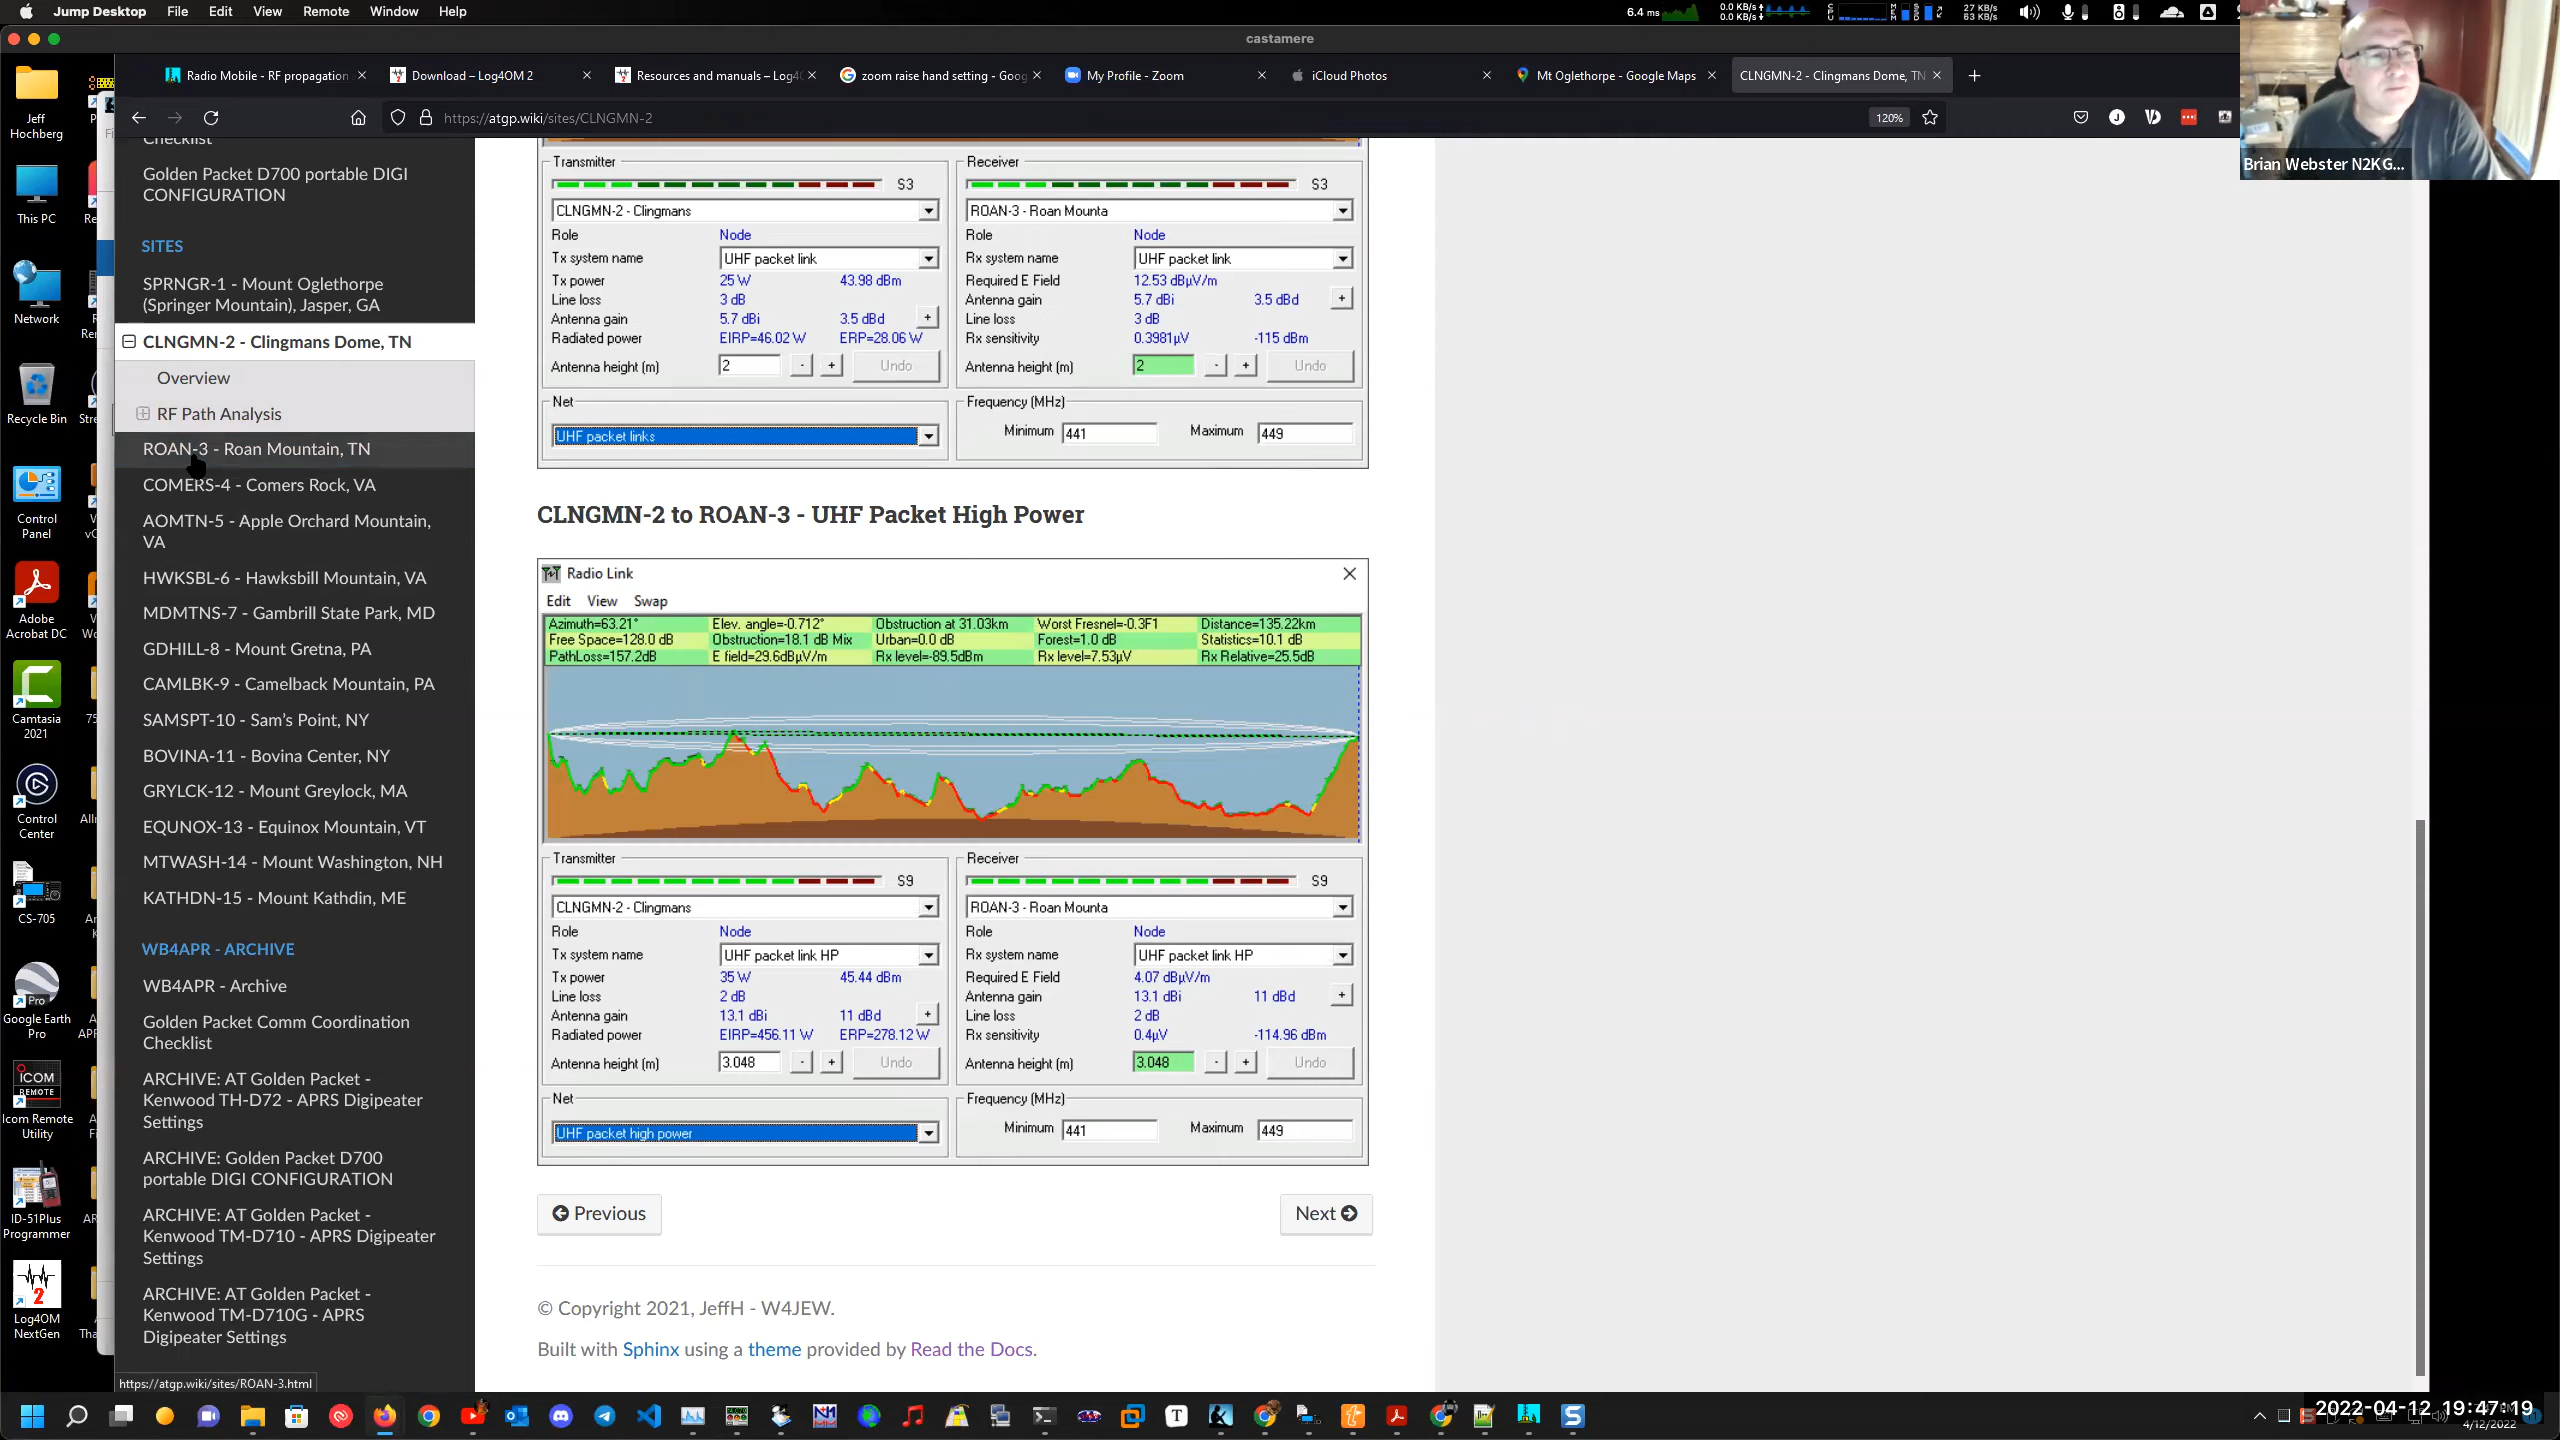 Jump Desktop File Edit View Remote Window Help
6.4 ms 0.0 KB/s 0.0 KB/s 27 KB/s 63 KB/s
castamere
Radio Mobile - RF propagation
Download – Log4OM 2
Resources and manuals – Log4
zoom raise hand setting - Goog
My Profile - Zoom
iCloud Photos
Mt Oglethorpe - Google Maps
CLNGMN-2 - Clingmans Dome, TN
https://atgp.wiki/sites/CLNGMN-2
120%
Brian Webster N2KG...
Jeff Hochberg
This PC
Network
Recycle Bin
Control Panel
Adobe Acrobat DC
Camtasia 2021
Control Center
CS-705
Google Earth Pro
Icom Remote Utility
ID-51Plus Programmer
Log4OM NextGen
Checklist
Golden Packet D700 portable DIGI
CONFIGURATION
SITES
SPRNGR-1 - Mount Oglethorpe
(Springer Mountain), Jasper, GA
CLNGMN-2 - Clingmans Dome, TN
Overview
RF Path Analysis
ROAN-3 - Roan Mountain, TN
COMERS-4 - Comers Rock, VA
AOMTN-5 - Apple Orchard Mountain,
VA
HWKSBL-6 - Hawksbill Mountain, VA
MDMTNS-7 - Gambrill State Park, MD
GDHILL-8 - Mount Gretna, PA
CAMLBK-9 - Camelback Mountain, PA
SAMSPT-10 - Sam's Point, NY
BOVINA-11 - Bovina Center, NY
GRYLCK-12 - Mount Greylock, MA
EQUNOX-13 - Equinox Mountain, VT
MTWASH-14 - Mount Washington, NH
KATHDN-15 - Mount Kathdin, ME
WB4APR - ARCHIVE
WB4APR - Archive
Golden Packet Comm Coordination
Checklist
ARCHIVE: AT Golden Packet -
Kenwood TH-D72 - APRS Digipeater
Settings
ARCHIVE: Golden Packet D700
portable DIGI CONFIGURATION
ARCHIVE: AT Golden Packet -
Kenwood TM-D710 - APRS Digipeater
Settings
ARCHIVE: AT Golden Packet -
Kenwood TM-D710G - APRS
Digipeater Settings
https://atgp.wiki/sites/ROAN-3.html
Transmitter
S3
CLNGMN-2 - Clingmans
Role Node
Tx system name UHF packet link
Tx power 25 W 43.98 dBm
Line loss 3 dB
Antenna gain 5.7 dBi 3.5 dBd +
Radiated power EIRP=46.02 W ERP=28.06 W
Antenna height (m) 2 - + Undo
Net
UHF packet links
Receiver
S3
ROAN-3 - Roan Mounta
Role Node
Rx system name UHF packet link
Required E Field 12.53 dBµV/m
Antenna gain 5.7 dBi 3.5 dBd +
Line loss 3 dB
Rx sensitivity 0.3981µV -115 dBm
Antenna height (m) 2 - + Undo
Frequency (MHz)
Minimum 441 Maximum 449
CLNGMN-2 to ROAN-3 - UHF Packet High Power
Radio Link
Edit View Swap
Azimuth=63.21° Elev. angle=-0.712° Obstruction at 31.03km Worst Fresnel=-0.3F1 Distance=135.22km
Free Space=128.0 dB Obstruction=18.1 dB Mix Urban=0.0 dB Forest=1.0 dB Statistics=10.1 dB
PathLoss=157.2dB E field=29.6dBµV/m Rx level=-89.5dBm Rx level=7.53µV Rx Relative=25.5dB
Transmitter
S9
CLNGMN-2 - Clingmans
Role Node
Tx system name UHF packet link HP
Tx power 35 W 45.44 dBm
Line loss 2 dB
Antenna gain 13.1 dBi 11 dBd +
Radiated power EIRP=456.11 W ERP=278.12 W
Antenna height (m) 3.048 - + Undo
Net
UHF packet high power
Receiver
S9
ROAN-3 - Roan Mounta
Role Node
Rx system name UHF packet link HP
Required E Field 4.07 dBµV/m
Antenna gain 13.1 dBi 11 dBd +
Line loss 2 dB
Rx sensitivity 0.4µV -114.96 dBm
Antenna height (m) 3.048 - + Undo
Frequency (MHz)
Minimum 441 Maximum 449
Previous
Next
© Copyright 2021, JeffH - W4JEW.
Built with Sphinx using a theme provided by Read the Docs.
2022-04-12 19:47:19
4/12/2022